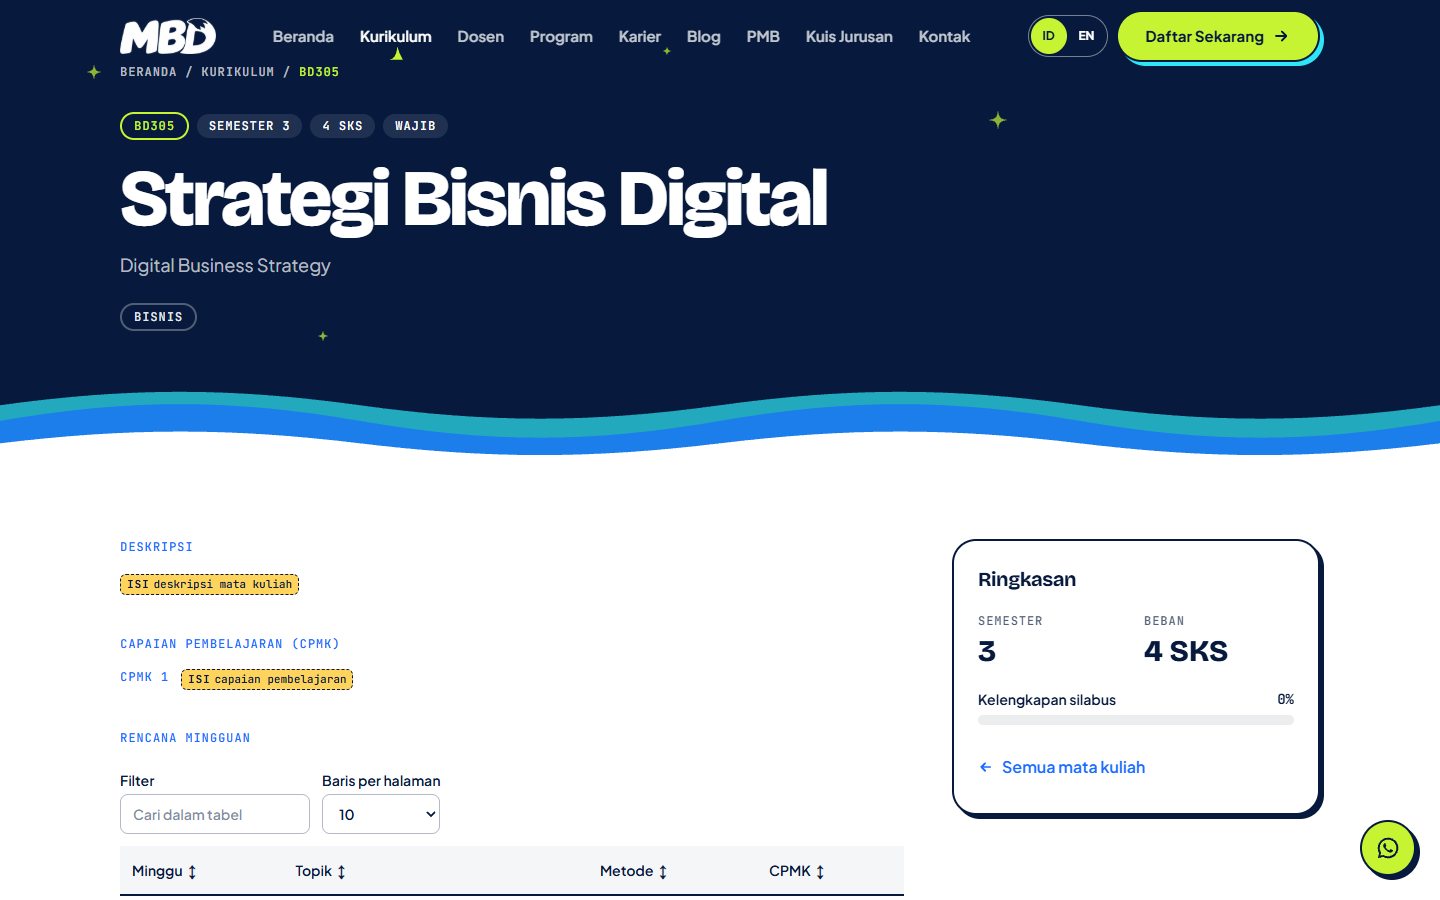 MBD
Beranda Kurikulum Dosen Program Karier Blog PMB Kuis Jurusan Kontak
ID EN
Daftar Sekarang →
BERANDA / KURIKULUM / BD305
BD305 SEMESTER 3 4 SKS WAJIB
Strategi Bisnis Digital
Digital Business Strategy
BISNIS
DESKRIPSI
ISI deskripsi mata kuliah
CAPAIAN PEMBELAJARAN (CPMK)
CPMK 1 ISI capaian pembelajaran
RENCANA MINGGUAN
Filter Baris per halaman
Cari dalam tabel 10
Minggu ↕ Topik ↕ Metode ↕ CPMK ↕
Ringkasan
SEMESTER BEBAN
3 4 SKS
Kelengkapan silabus 0%
← Semua mata kuliah